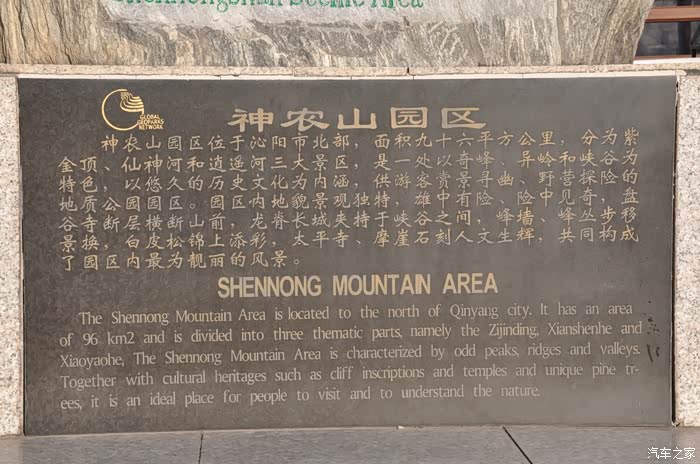 Shennongshan Scenic Area
GLOBAL
GEOPARKS
NETWORK
神农山园区
神农山园区位于沁阳市北部，面积九十六平方公里，分为紫
金顶、仙神河和逍遥河三大景区，是一处以奇峰、异岭和峡谷为
特色，以悠久的历史文化为内涵，供游客赏景寻幽、野营探险的
地质公园园区。园区内地貌景观独特，雄中有险、险中见奇，盘
谷寺断层横断山前，龙脊长城夹持于峡谷之间，峰墙、峰丛步移
景换，白皮松锦上添彩，太平寺、摩崖石刻人文生辉，共同构成
了园区内最为靓丽的风景。
SHENNONG MOUNTAIN AREA
The Shennong Mountain Area is located to the north of Qinyang city. It has an area
of 96 km2 and is divided into three thematic parts, namely the Zijinding, Xianshenhe and
Xiaoyaohe, The Shennong Mountain Area is characterized by odd peaks, ridges and valleys.
Together with cultural heritages such as cliff inscriptions and temples and unique pine tr-
ees, it is an ideal place for people to visit and to understand the nature.
汽车之家